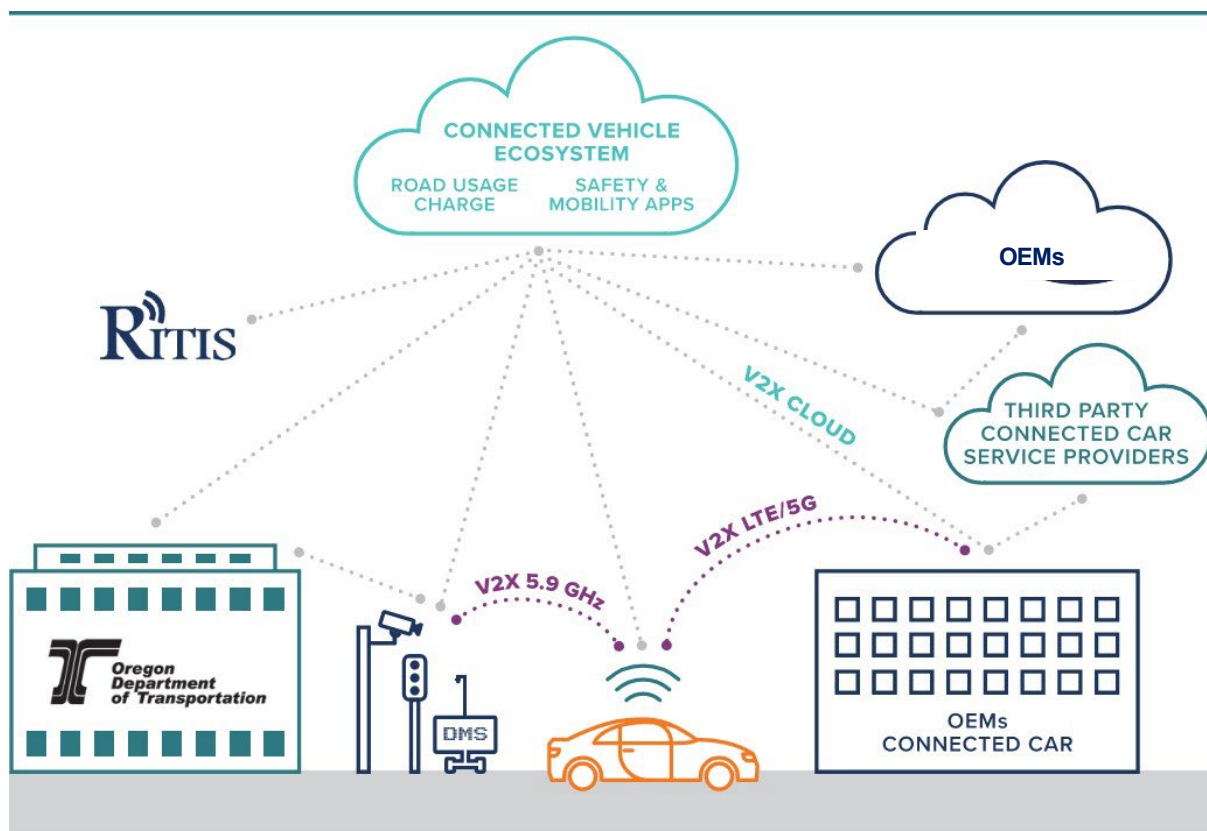 CONNECTED VEHICLE
ECOSYSTEM
ROAD USAGE
CHARGE
SAFETY &
MOBILITY APPS
OEMs
RITIS
V2X CLOUD
THIRD PARTY
CONNECTED CAR
SERVICE PROVIDERS
V2X LTE/5G
V2X 5.9 GHz
Oregon
Department
of Transportation
DMS
OEMs
CONNECTED CAR